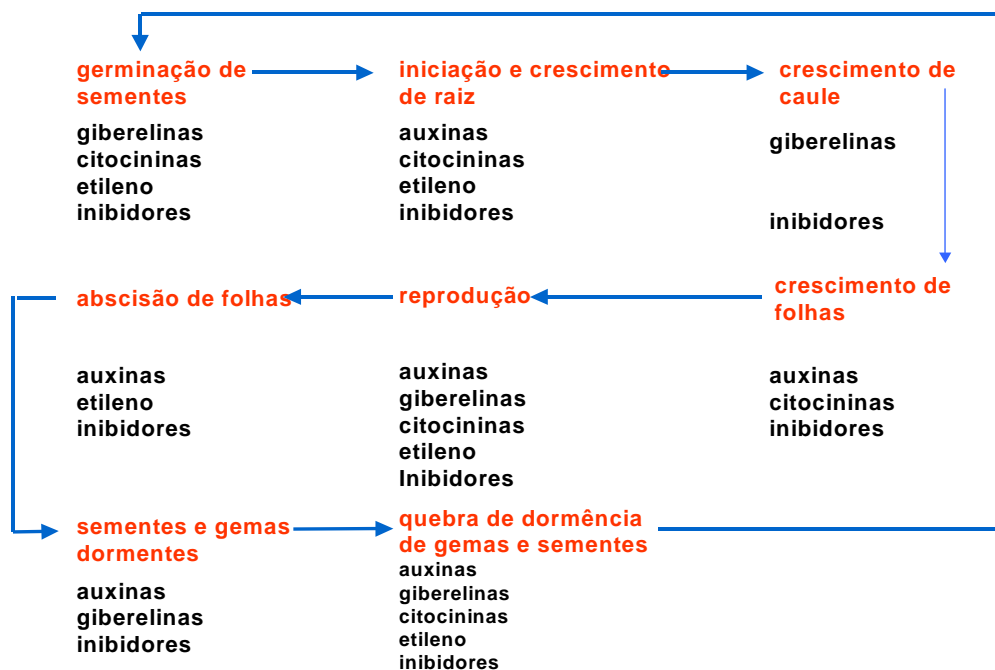 germinação de
sementes
giberelinas
citocininas
etileno
inibidores
iniciação e crescimento
de raiz
auxinas
citocininas
etileno
inibidores
crescimento de
caule
giberelinas
inibidores
abscisão de folhas
auxinas
etileno
inibidores
reprodução
auxinas
giberelinas
citocininas
etileno
Inibidores
crescimento de
folhas
auxinas
citocininas
inibidores
sementes e gemas
dormentes
auxinas
giberelinas
inibidores
quebra de dormência
de gemas e sementes
auxinas
giberelinas
citocininas
etileno
inibidores